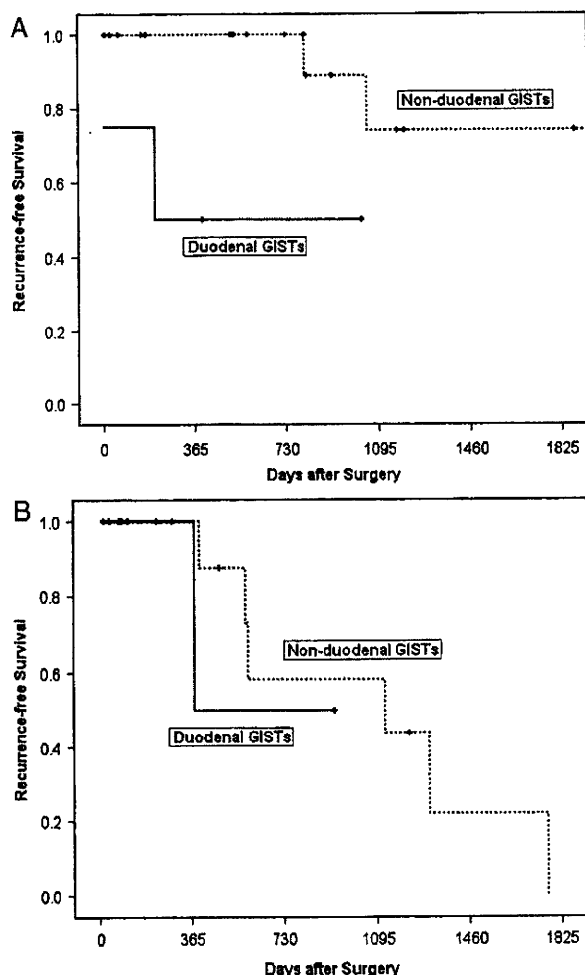 A
1.0
0.8
0.6
0.4
0.2
0.0
Recurrence-free Survival
Non-duodenal GISTs
Duodenal GISTs
0 365 730 1095 1460 1825
Days after Surgery
B
1.0
0.8
0.6
0.4
0.2
0.0
Recurrence-free Survival
Non-duodenal GISTs
Duodenal GISTs
0 365 730 1095 1460 1825
Days after Surgery